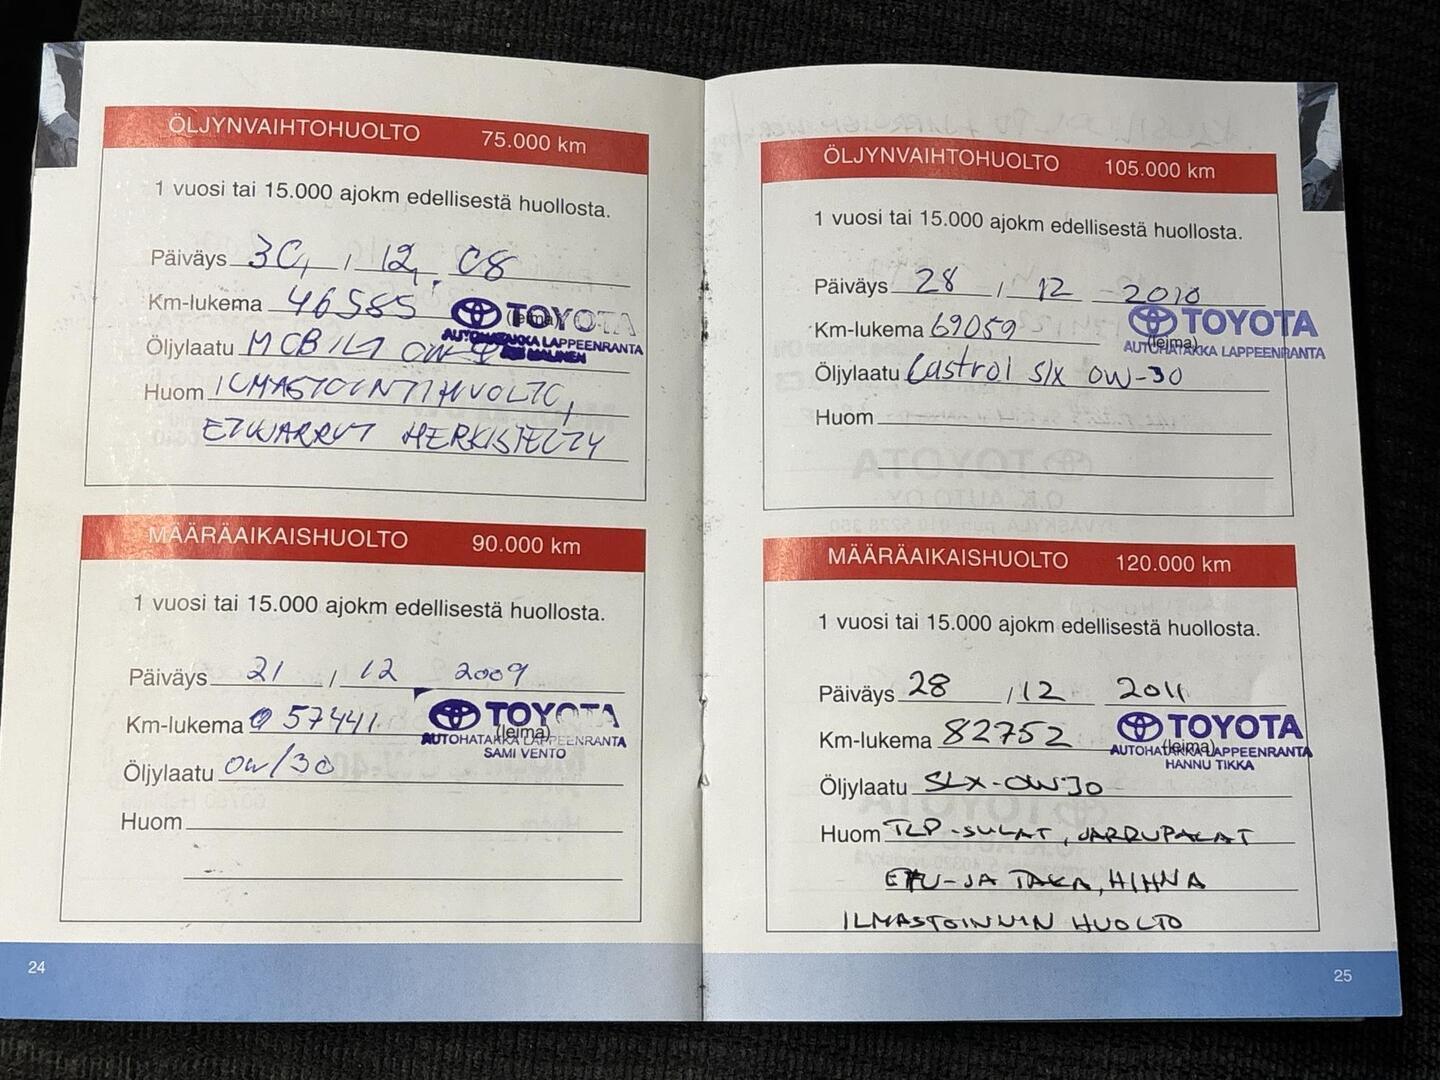 ÖLJYNVAIHTOHUOLTO 75.000 km
1 vuosi tai 15.000 ajokm edellisestä huollosta.
Päiväys 30, , 12, 08
Km-lukema 46585
(leima)
TOYOTA
AUTOHATAKKA LAPPEENRANTA
Öljylaatu MOBIL1 0W
Huom ILMASTOINTIHUOLTO,
ETUJARRUT HERKISTELTY
MÄÄRÄAIKAISHUOLTO 90.000 km
1 vuosi tai 15.000 ajokm edellisestä huollosta.
Päiväys 21 / 12 2009
Km-lukema 57441
(leima)
TOYOTA
AUTOHATAKKA LAPPEENRANTA
SAMI VENTO
Öljylaatu 0w/30
Huom
24
ÖLJYNVAIHTOHUOLTO 105.000 km
1 vuosi tai 15.000 ajokm edellisestä huollosta.
Päiväys 28 / 12 2010
Km-lukema 69059
(leima)
TOYOTA
AUTOHATAKKA LAPPEENRANTA
Öljylaatu Castrol slx 0W-30
Huom
MÄÄRÄAIKAISHUOLTO 120.000 km
1 vuosi tai 15.000 ajokm edellisestä huollosta.
Päiväys 28 / 12 2011
Km-lukema 82752
(leima)
TOYOTA
AUTOHATAKKA LAPPEENRANTA
HANNU TIKKA
Öljylaatu SLX-0W30
Huom TLP-SULAT, JARRUPALAT
ETU-JA TAKA, HIHNA
ILMASTOINNIN HUOLTO
25